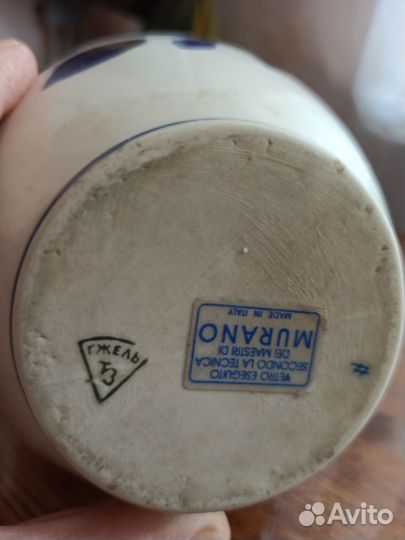 ГЖЕЛЬ
VETRO ESEGUITO
SECONDO LA TECNICA
DEI MAESTRI DI
MURANO
MADE IN ITALY
Avito